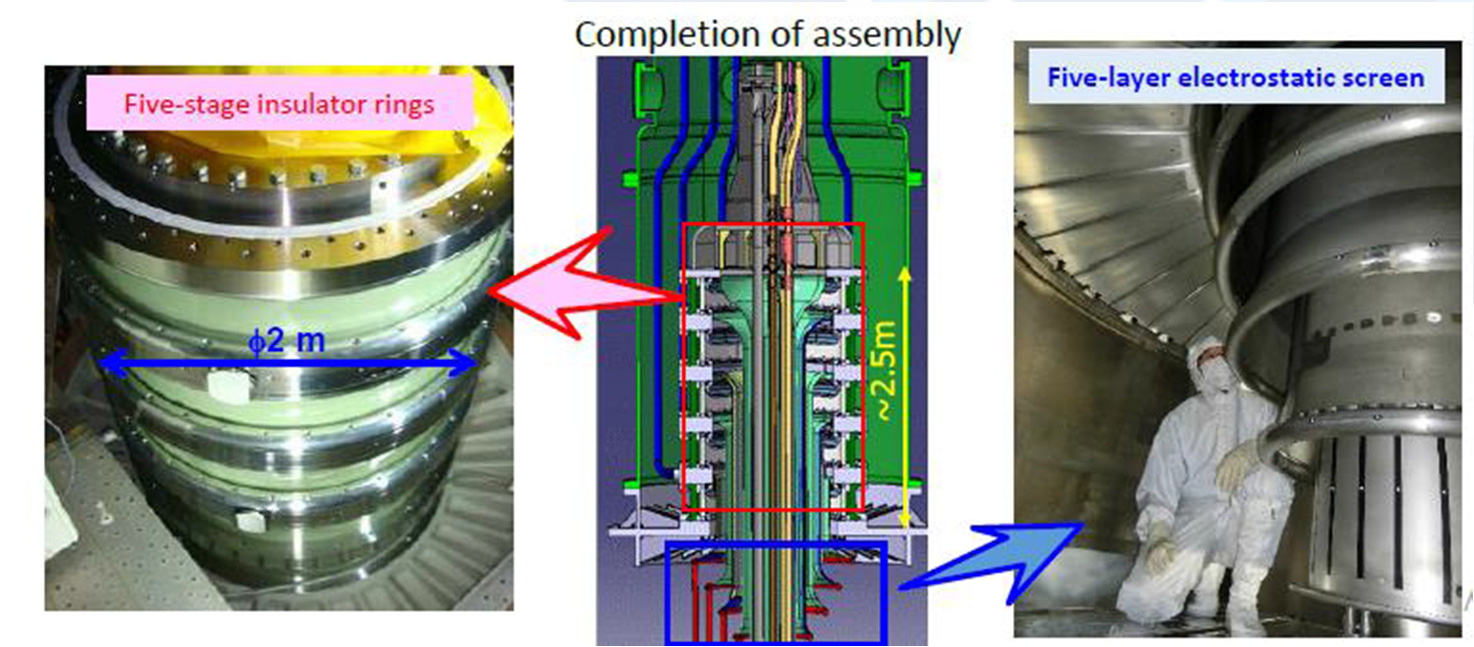 Completion of assembly
Five-stage insulator rings
ϕ2 m
~2.5m
Five-layer electrostatic screen